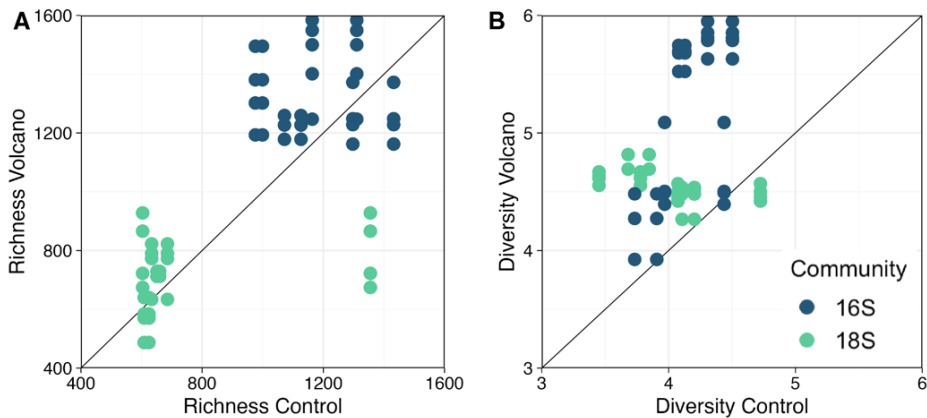 A
1600
1200
800
400
Richness Volcano
400 800 1200 1600
Richness Control
B
6
5
4
3
Diversity Volcano
3 4 5 6
Diversity Control
Community
16S
18S